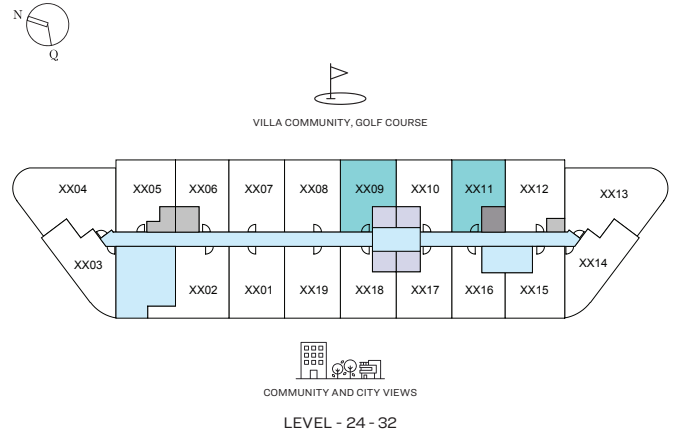 N
Q
VILLA COMMUNITY, GOLF COURSE
XX04
XX05
XX06
XX07
XX08
XX09
XX10
XX11
XX12
XX13
XX03
XX02
XX01
XX19
XX18
XX17
XX16
XX15
XX14
COMMUNITY AND CITY VIEWS
LEVEL - 24 - 32